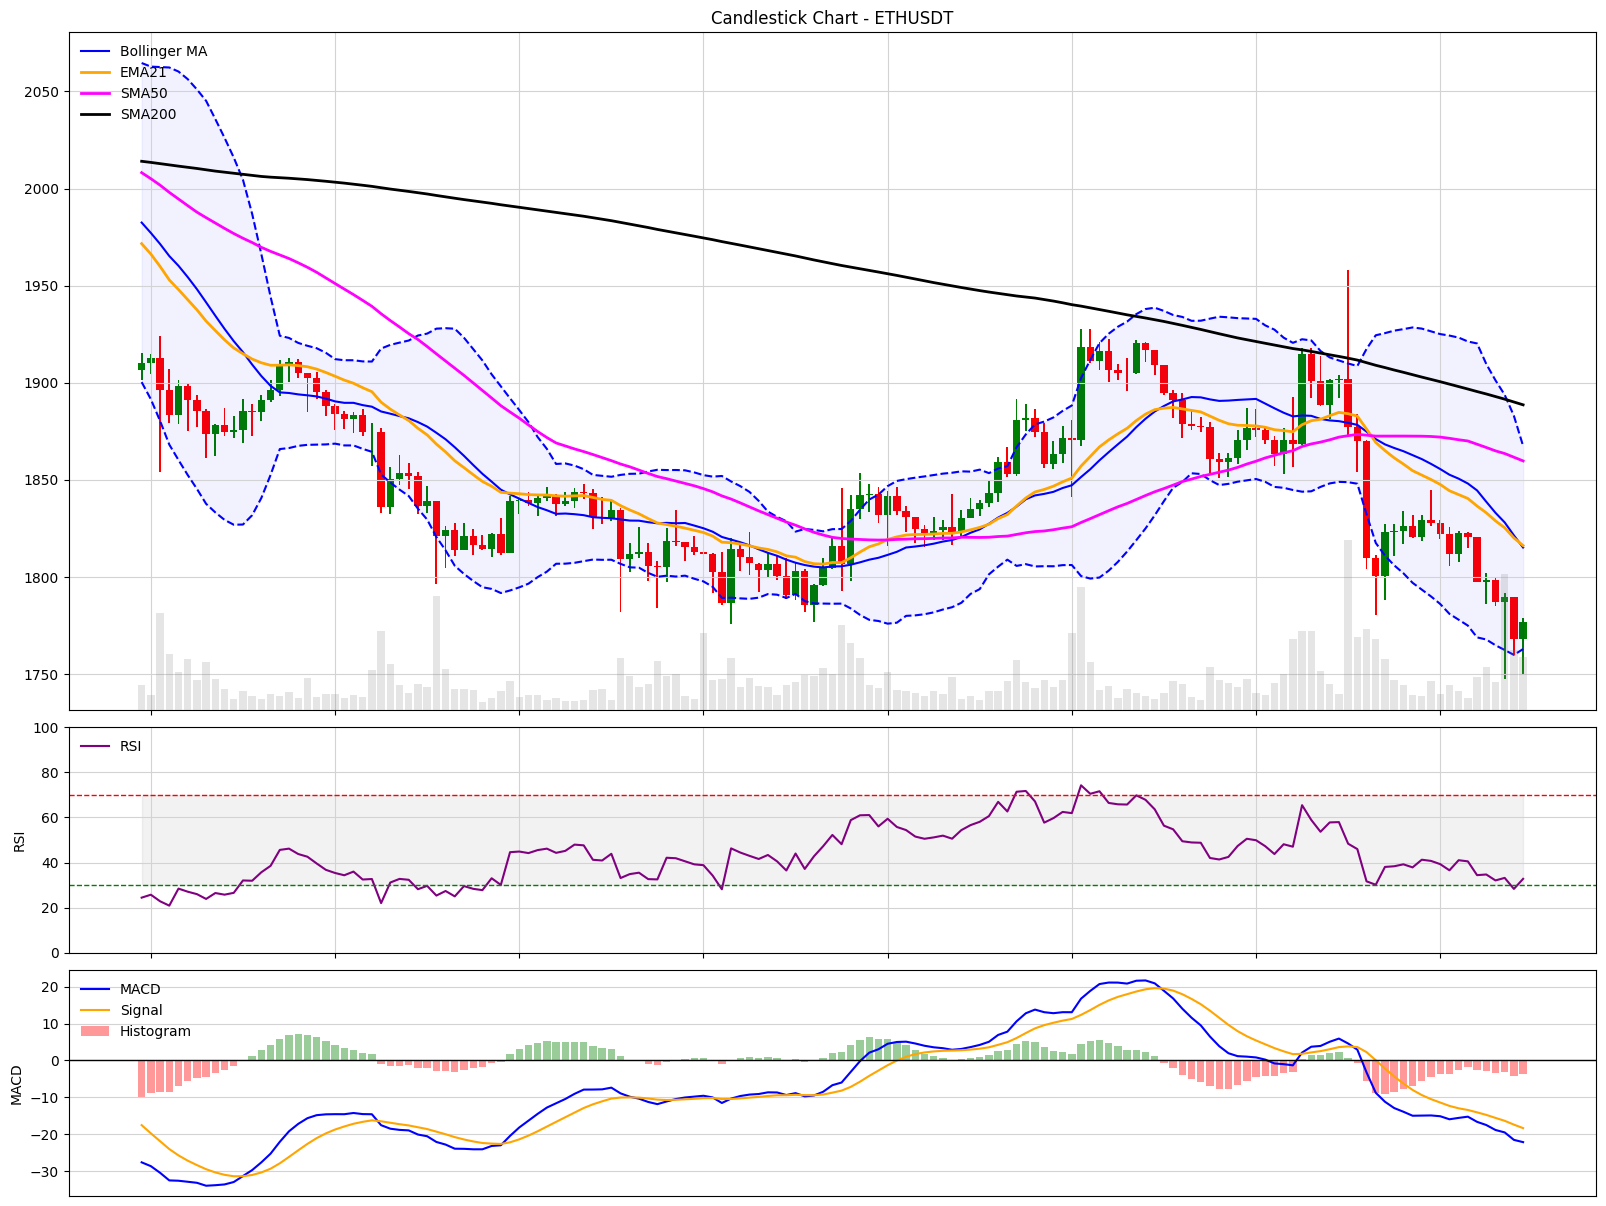 Candlestick Chart - ETHUSDT
Bollinger MA
EMA21
SMA50
SMA200
2050
2000
1950
1900
1850
1800
1750
RSI
100
80
60
40
20
0
RSI
MACD
Signal
Histogram
20
10
0
−10
−20
−30
MACD